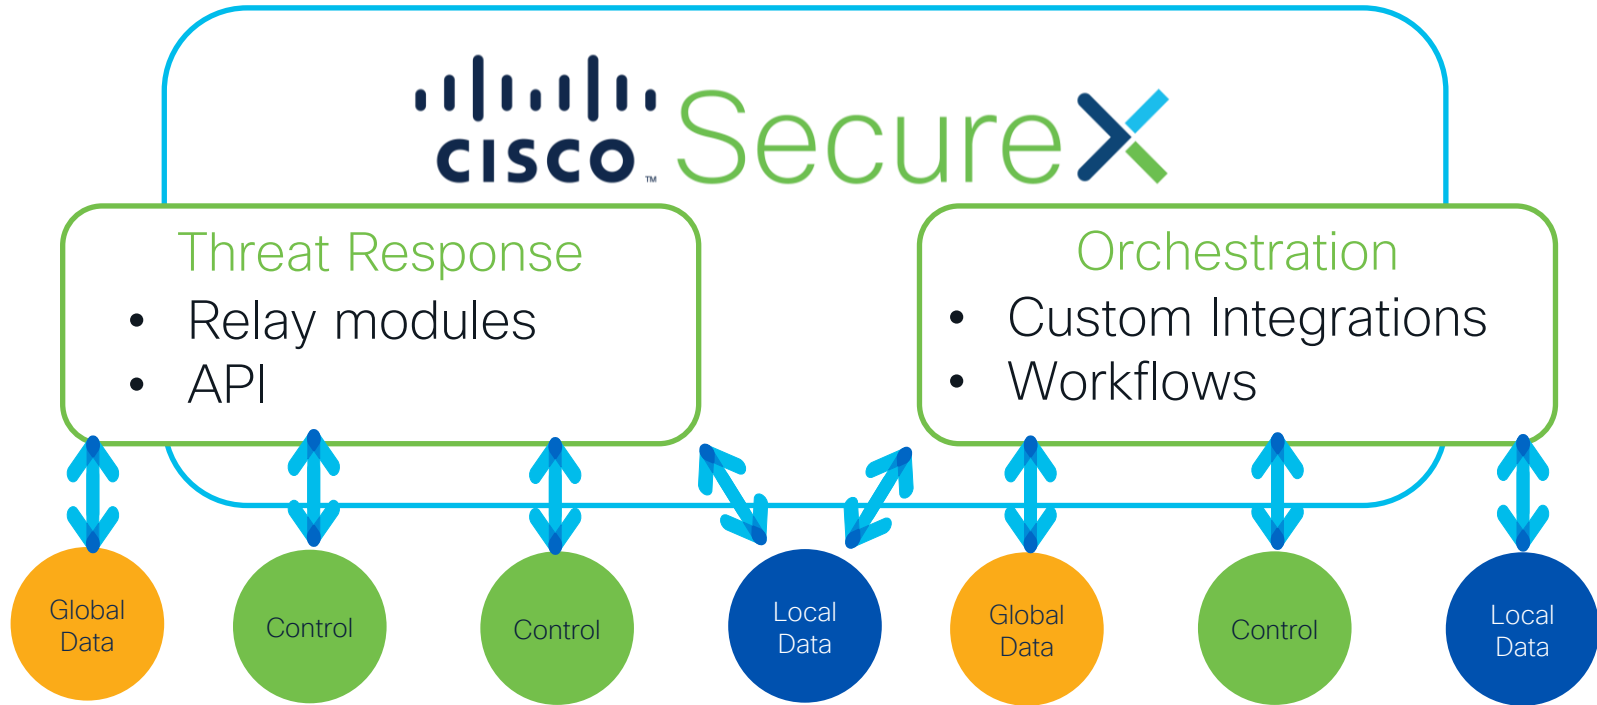 CISCO™ SecureX
Threat Response
• Relay modules
• API
Orchestration
• Custom Integrations
• Workflows
Global
Data
Control
Control
Local
Data
Global
Data
Control
Local
Data